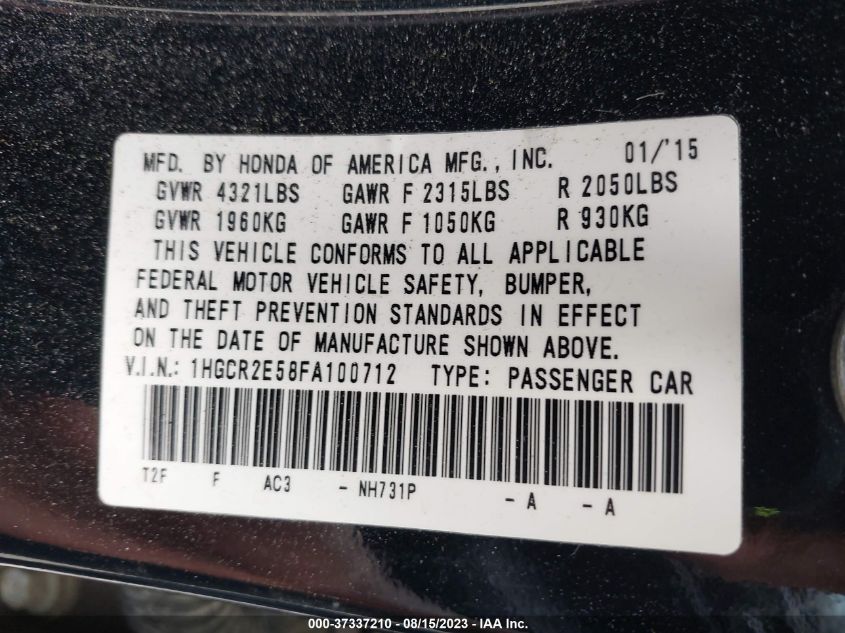 MFD. BY HONDA OF AMERICA MFG., INC. 01/'15
GVWR 4321LBS GAWR F 2315LBS R 2050LBS
GVWR 1960KG GAWR F 1050KG R 930KG
THIS VEHICLE CONFORMS TO ALL APPLICABLE
FEDERAL MOTOR VEHICLE SAFETY, BUMPER,
AND THEFT PREVENTION STANDARDS IN EFFECT
ON THE DATE OF MANUFACTURE SHOWN ABOVE.
V.I.N.: 1HGCR2E58FA100712 TYPE: PASSENGER CAR
T2F F AC3 - NH731P - A - A
000-37337210 - 08/15/2023 - IAA Inc.